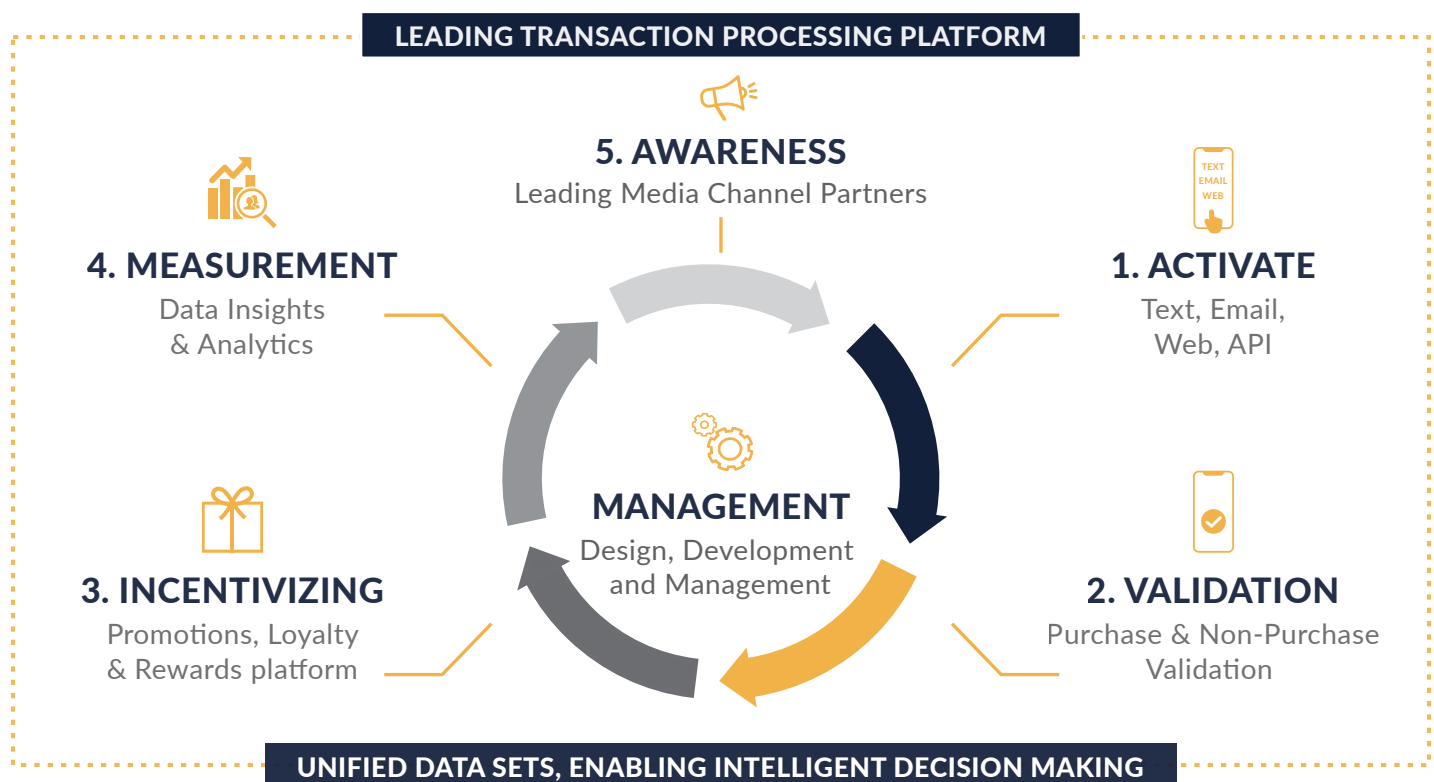 LEADING TRANSACTION PROCESSING PLATFORM
5. AWARENESS
Leading Media Channel Partners
TEXT
EMAIL
WEB
1. ACTIVATE
Text, Email,
Web, API
2. VALIDATION
Purchase & Non-Purchase
Validation
3. INCENTIVIZING
Promotions, Loyalty
& Rewards platform
4. MEASUREMENT
Data Insights
& Analytics
MANAGEMENT
Design, Development
and Management
UNIFIED DATA SETS, ENABLING INTELLIGENT DECISION MAKING